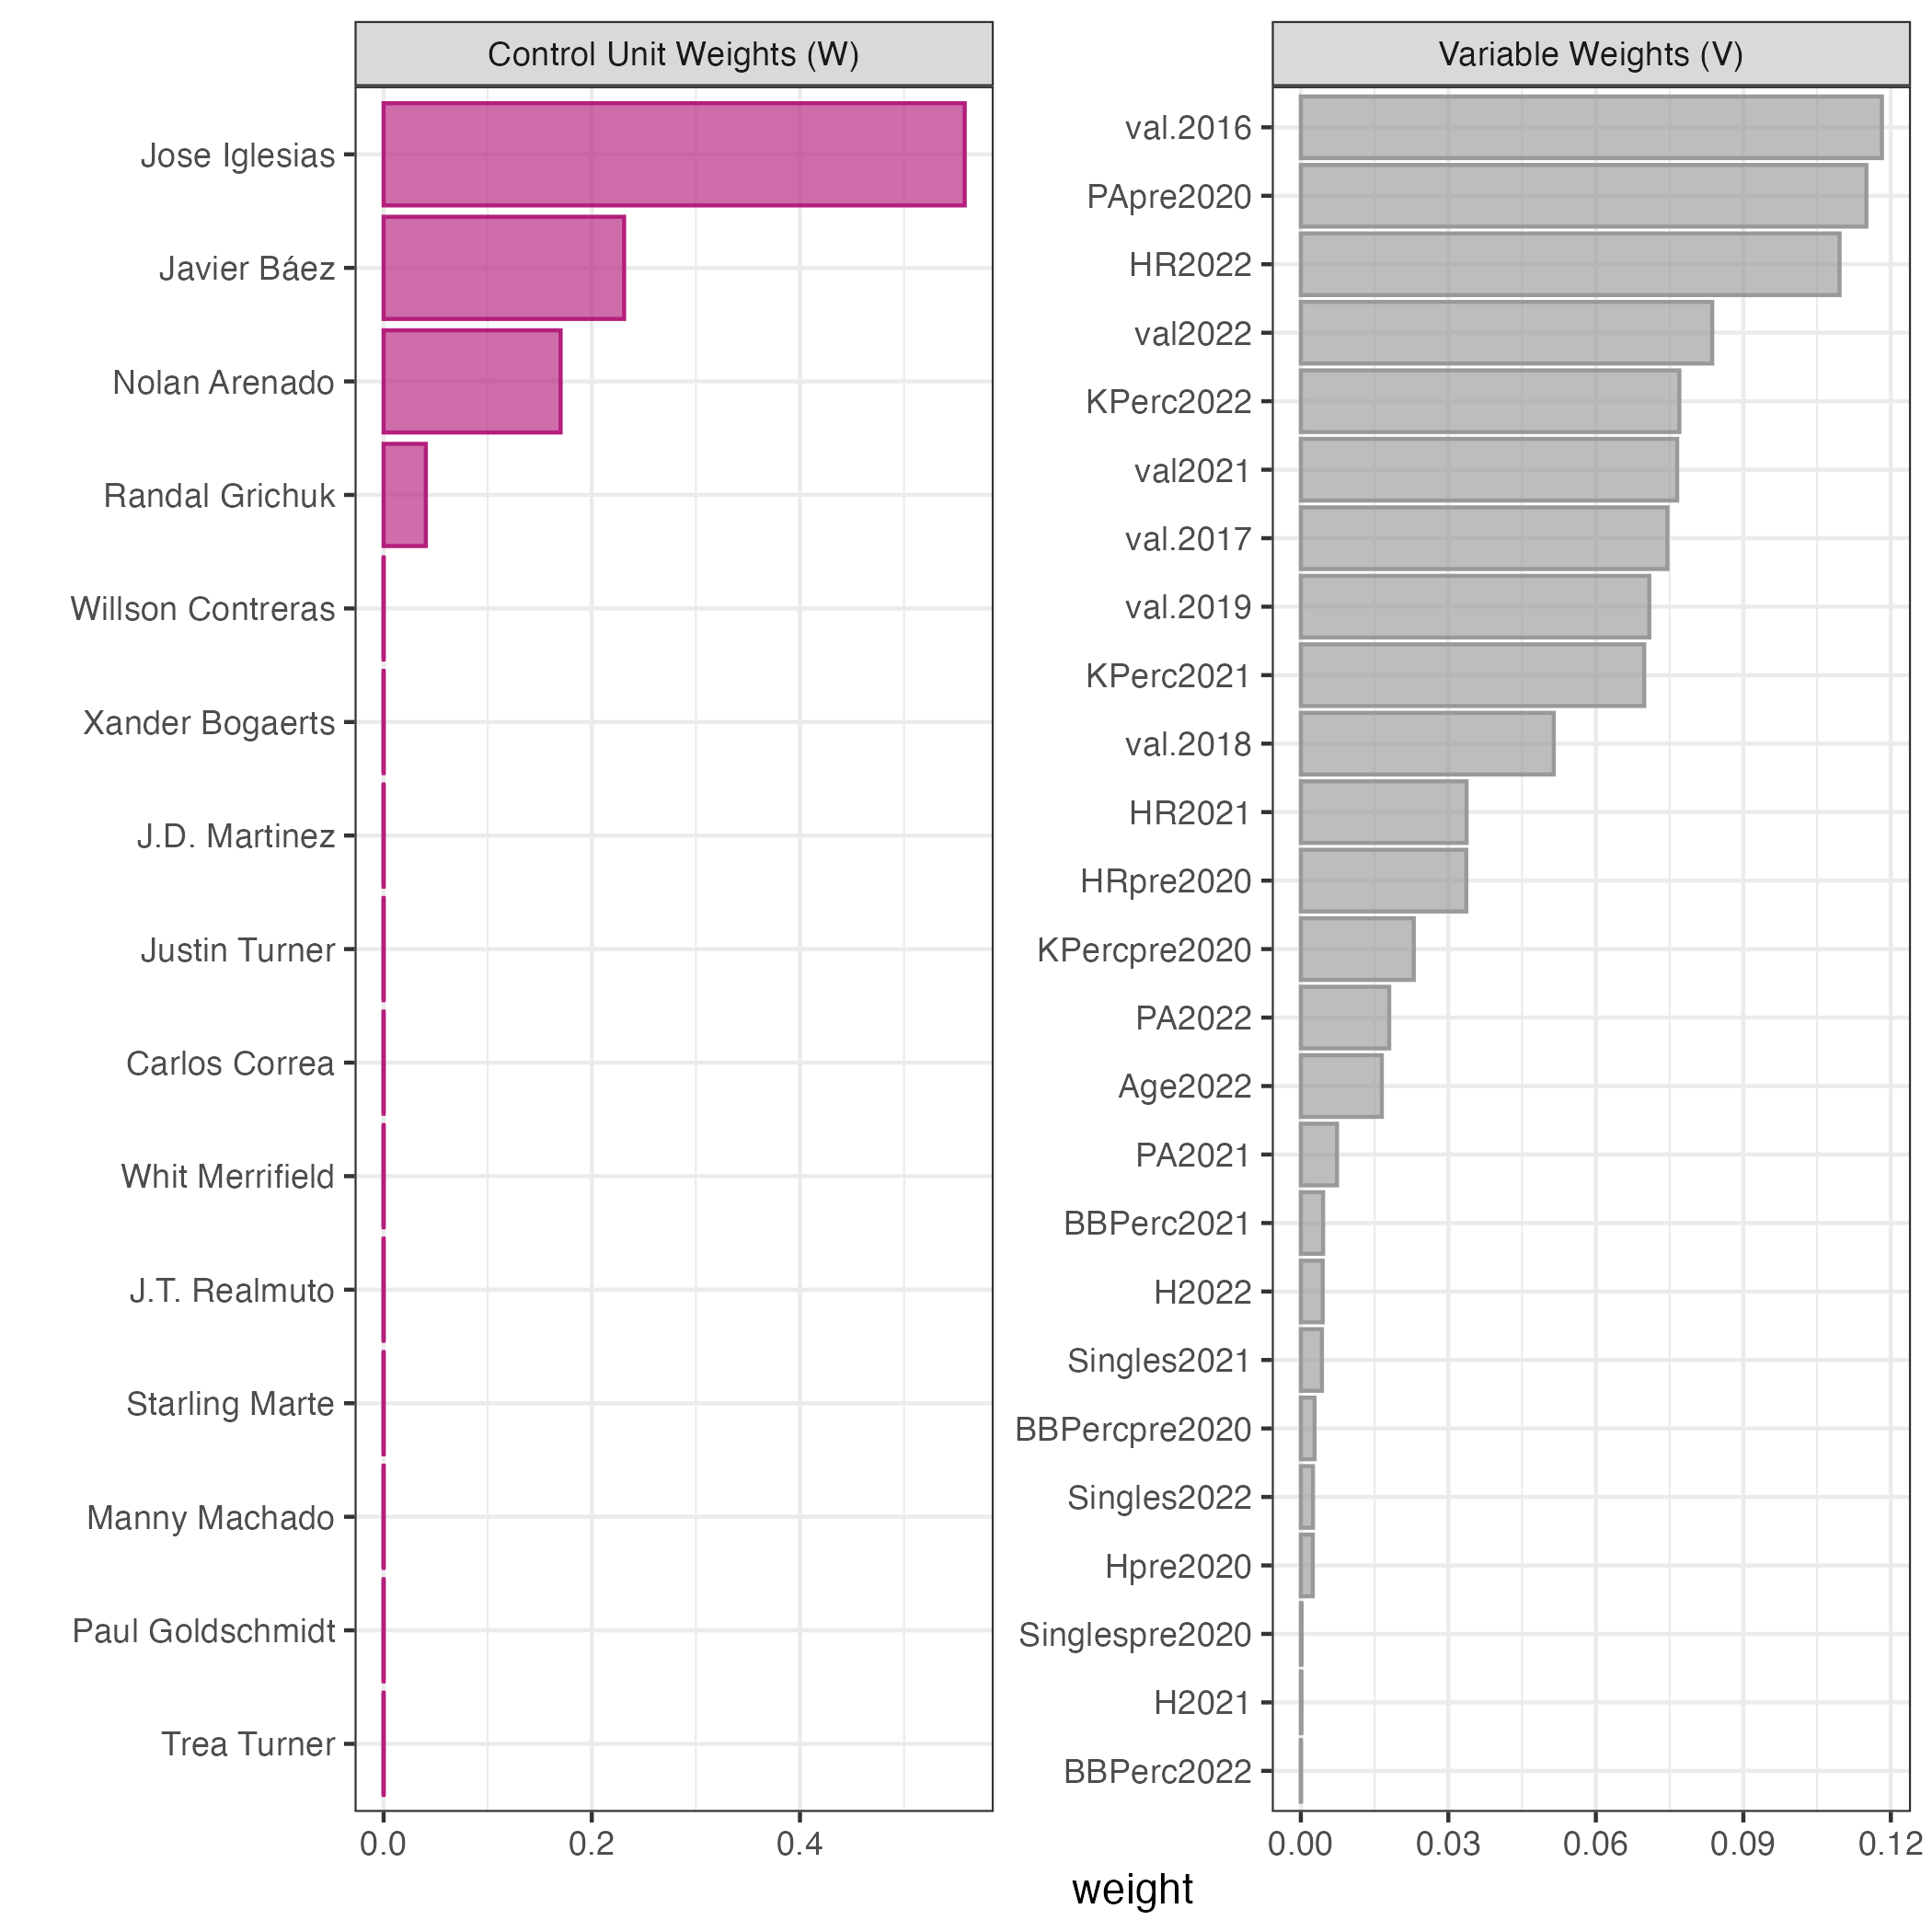 Control Unit Weights (W)
Jose Iglesias
Javier Báez
Nolan Arenado
Randal Grichuk
Willson Contreras
Xander Bogaerts
J.D. Martinez
Justin Turner
Carlos Correa
Whit Merrifield
J.T. Realmuto
Starling Marte
Manny Machado
Paul Goldschmidt
Trea Turner
0.0 0.2 0.4
Variable Weights (V)
val.2016
PApre2020
HR2022
val2022
KPerc2022
val2021
val.2017
val.2019
KPerc2021
val.2018
HR2021
HRpre2020
KPercpre2020
PA2022
Age2022
PA2021
BBPerc2021
H2022
Singles2021
BBPercpre2020
Singles2022
Hpre2020
Singlespre2020
H2021
BBPerc2022
0.00 0.03 0.06 0.09 0.12
weight